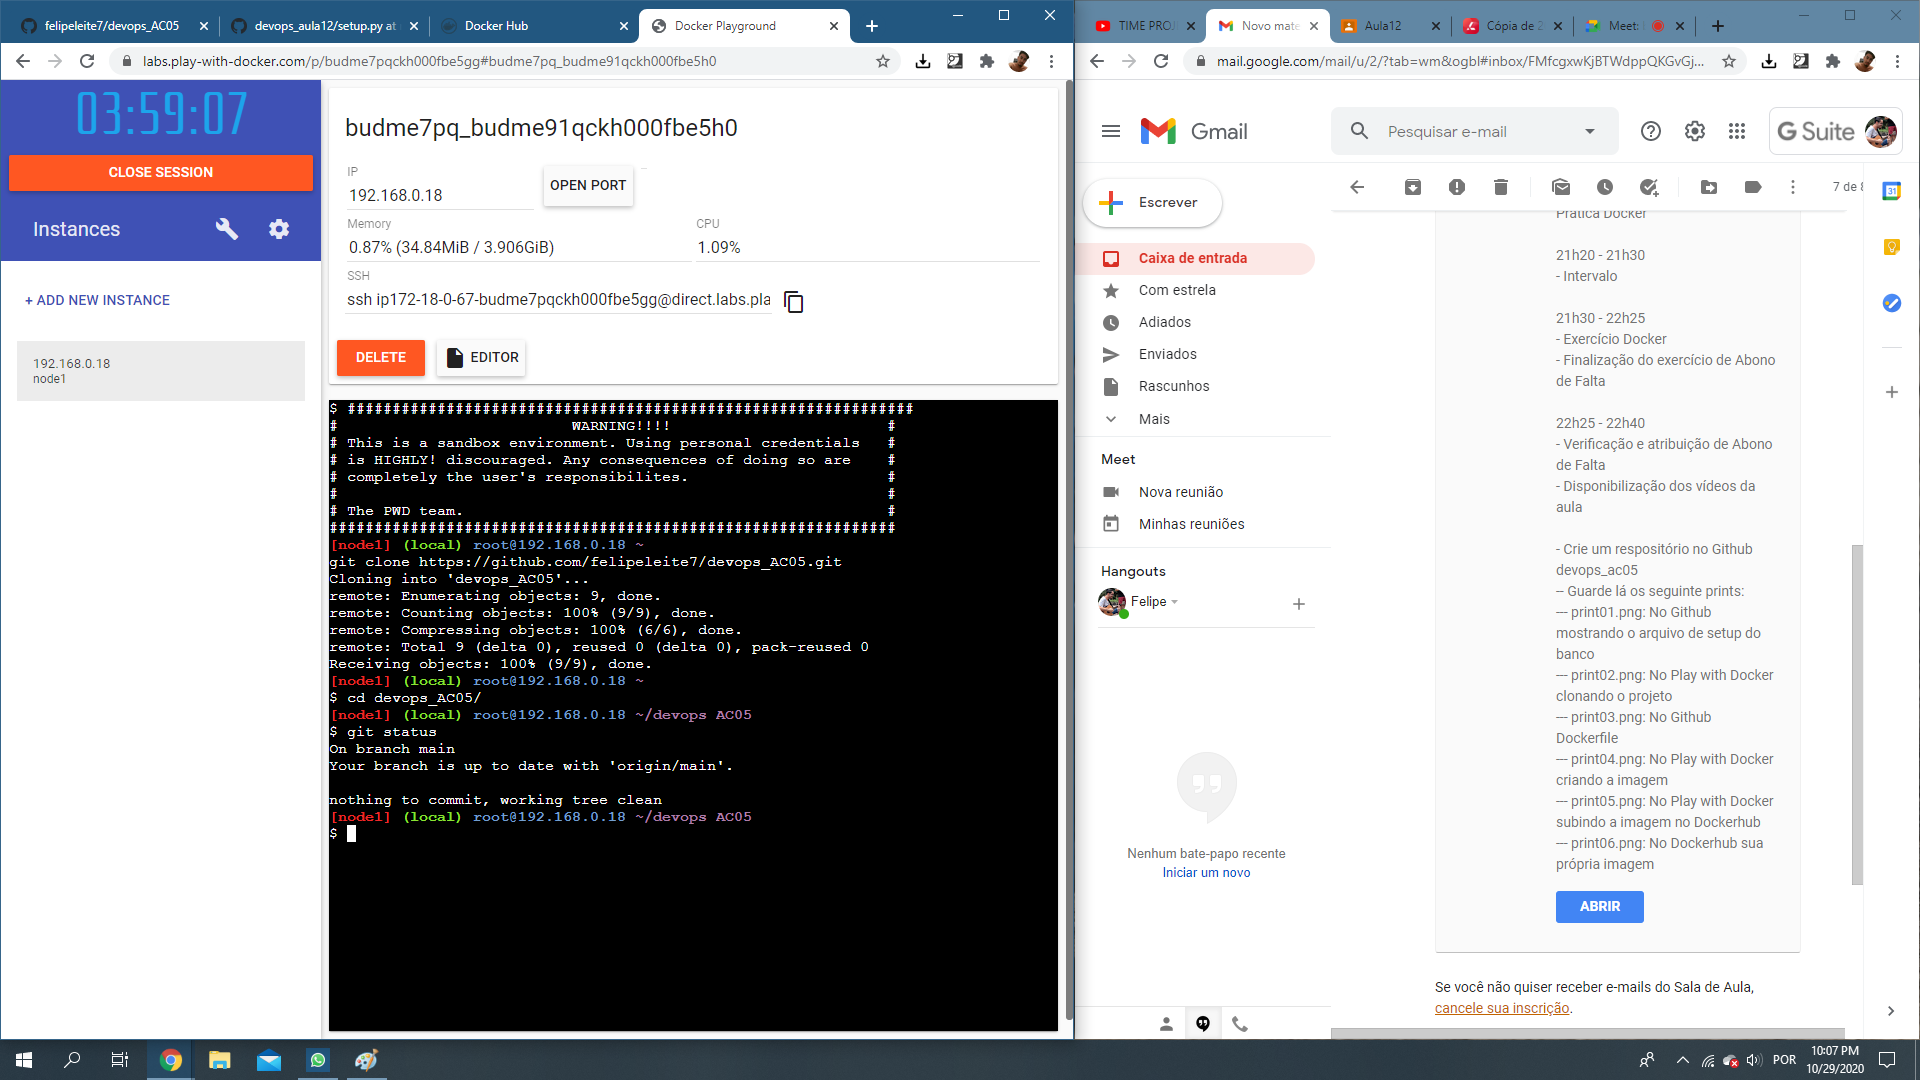 felipeleite7/devops_AC05
devops_aula12/setup.py at
Docker Hub
Docker Playground
labs.play-with-docker.com/p/budme7pqckh000fbe5gg#budme7pq_budme91qckh000fbe5h0
03:59:07
CLOSE SESSION
Instances
+ ADD NEW INSTANCE
192.168.0.18
node1
budme7pq_budme91qckh000fbe5h0
IP
192.168.0.18
OPEN PORT
Memory
0.87% (34.84MiB / 3.906GiB)
CPU
1.09%
SSH
ssh ip172-18-0-67-budme7pqckh000fbe5gg@direct.labs.pla
DELETE
EDITOR
$ ###############################################################
# WARNING!!!! #
# This is a sandbox environment. Using personal credentials #
# is HIGHLY! discouraged. Any consequences of doing so are #
# completely the user's responsibilites. #
# #
# The PWD team. #
###############################################################
[node1] (local) root@192.168.0.18 ~
git clone https://github.com/felipeleite7/devops_AC05.git
Cloning into 'devops_AC05'...
remote: Enumerating objects: 9, done.
remote: Counting objects: 100% (9/9), done.
remote: Compressing objects: 100% (6/6), done.
remote: Total 9 (delta 0), reused 0 (delta 0), pack-reused 0
Receiving objects: 100% (9/9), done.
[node1] (local) root@192.168.0.18 ~
$ cd devops_AC05/
[node1] (local) root@192.168.0.18 ~/devops AC05
$ git status
On branch main
Your branch is up to date with 'origin/main'.
nothing to commit, working tree clean
[node1] (local) root@192.168.0.18 ~/devops AC05
$
TIME PRO
Novo mate
Aula12
Cópia de 2
Meet:
mail.google.com/mail/u/2/?tab=wm&ogbl#inbox/FMfcgxwKjBTWdppQKGvGj...
Gmail
Pesquisar e-mail
G Suite
Escrever
7 de 8
Caixa de entrada
Com estrela
Adiados
Enviados
Rascunhos
Mais
Meet
Nova reunião
Minhas reuniões
Hangouts
Felipe
Nenhum bate-papo recente
Iniciar um novo
Prática Docker
21h20 - 21h30
- Intervalo
21h30 - 22h25
- Exercício Docker
- Finalização do exercício de Abono
de Falta
22h25 - 22h40
- Verificação e atribuição de Abono
de Falta
- Disponibilização dos vídeos da
aula
- Crie um respositório no Github
devops_ac05
-- Guarde lá os seguinte prints:
--- print01.png: No Github
mostrando o arquivo de setup do
banco
--- print02.png: No Play with Docker
clonando o projeto
--- print03.png: No Github
Dockerfile
--- print04.png: No Play with Docker
criando a imagem
--- print05.png: No Play with Docker
subindo a imagem no Dockerhub
--- print06.png: No Dockerhub sua
própria imagem
ABRIR
Se você não quiser receber e-mails do Sala de Aula,
cancele sua inscrição.
31
POR
10:07 PM
10/29/2020